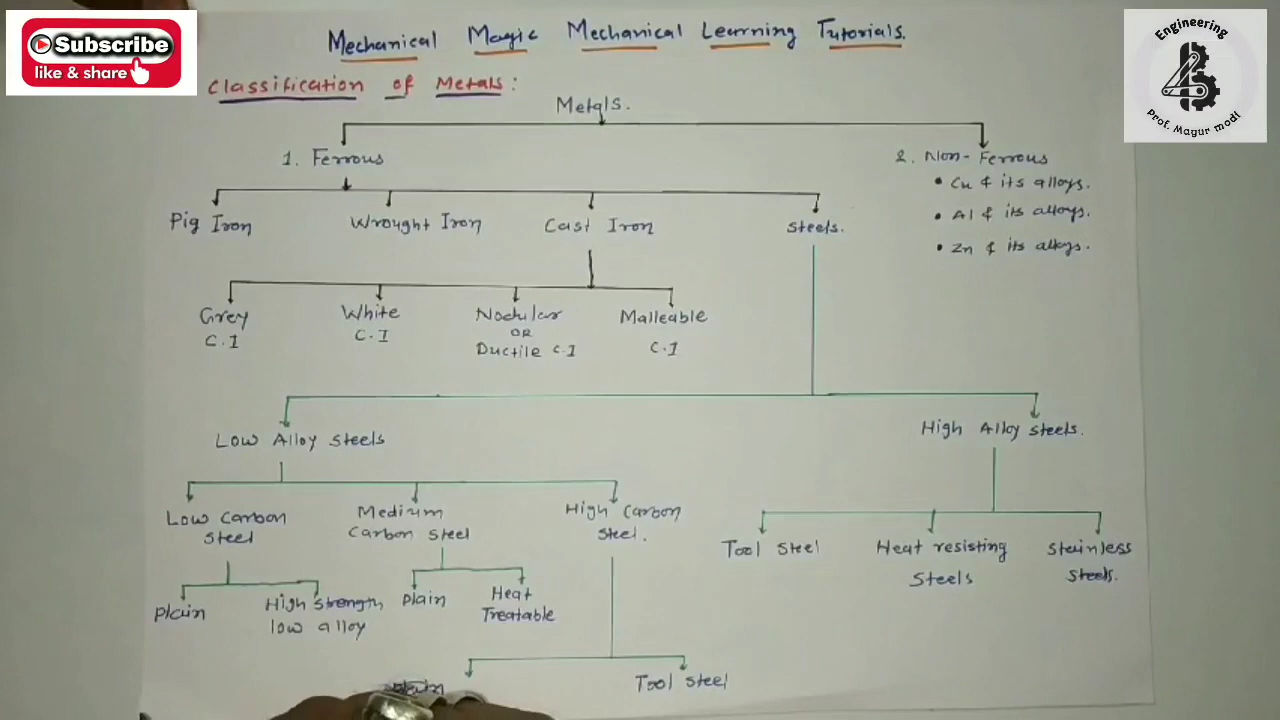 Subscribe
like & share
Engineering
Prof. Mayur modi
Mechanical Magic Mechanical Learning Tutorials.
Classification of Metals:
Metals.
1. Ferrous
2. Non-Ferrous
• Cu & its alloys.
• Al & its alloys.
• Zn & its alloys.
Pig Iron
Wrought Iron
Cast Iron
Steels.
Grey
C.I
White
C.I
Nodular
OR
Ductile C.I
Malleable
C.I
Low Alloy Steels
High Alloy Steels.
Low Carbon
Steel
Medium
Carbon Steel
High Carbon
Steel.
Tool Steel
Heat resisting
Steels
Stainless
Steels.
Plain
High Strength
low alloy
Plain
Heat
Treatable
Tool Steel